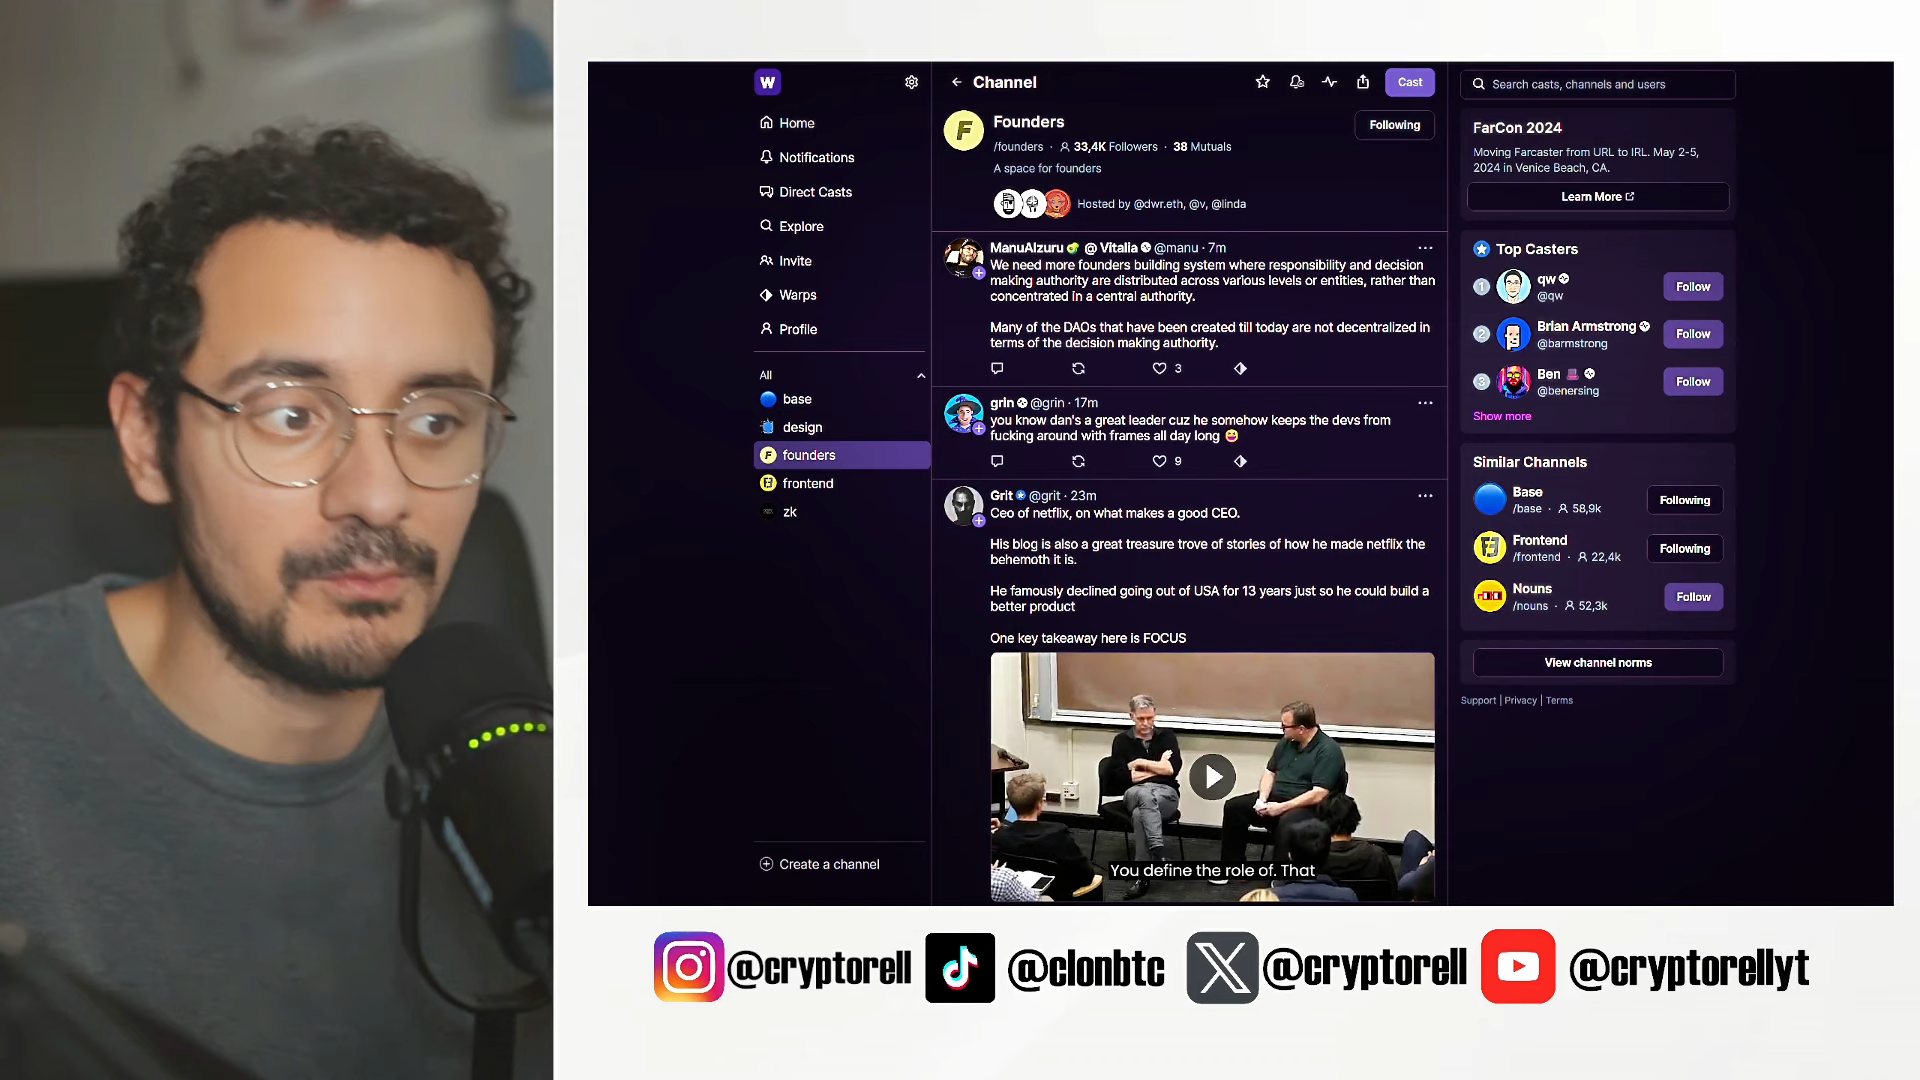 W
Home
Notifications
Direct Casts
Explore
Invite
Warps
Profile
All
base
design
founders
frontend
zk
Create a channel
Channel
Cast
F
Founders
Following
/founders · 33,4K Followers · 38 Mutuals
A space for founders
Hosted by @dwr.eth, @v, @linda
ManuAlzuru @ Vitalia @manu · 7m
We need more founders building system where responsibility and decision
making authority are distributed across various levels or entities, rather than
concentrated in a central authority.
Many of the DAOs that have been created till today are not decentralized in
terms of the decision making authority.
3
grin @grin · 17m
you know dan's a great leader cuz he somehow keeps the devs from
fucking around with frames all day long
9
Grit @grit · 23m
Ceo of netflix, on what makes a good CEO.
His blog is also a great treasure trove of stories of how he made netflix the
behemoth it is.
He famously declined going out of USA for 13 years just so he could build a
better product
One key takeaway here is FOCUS
You define the role of. That
Search casts, channels and users
FarCon 2024
Moving Farcaster from URL to IRL. May 2-5,
2024 in Venice Beach, CA.
Learn More
Top Casters
1 qw
@qw
Follow
2 Brian Armstrong
@barmstrong
Follow
3 Ben
@benersing
Follow
Show more
Similar Channels
Base
/base · 58,9k
Following
Frontend
/frontend · 22,4k
Following
Nouns
/nouns · 52,3k
Follow
View channel norms
Support | Privacy | Terms
@cryptorell @clonbtc @cryptorell @cryptorellyt